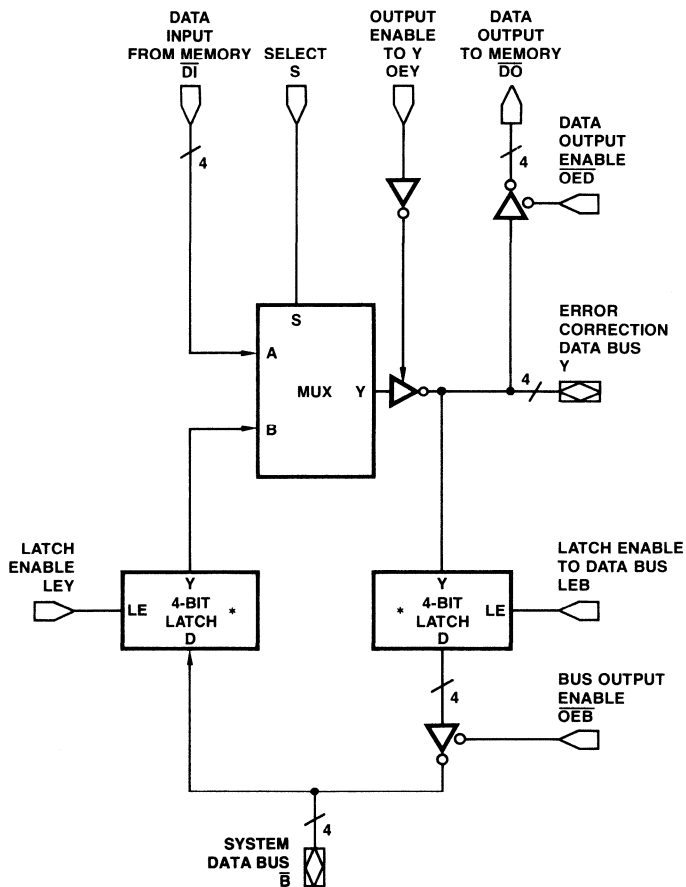 DATA
INPUT
FROM MEMORY
DI
SELECT
S
OUTPUT
ENABLE
TO Y
OEY
DATA
OUTPUT
TO MEMORY
DO
4
4
DATA
OUTPUT
ENABLE
OED
S
A
MUX
Y
B
4
ERROR
CORRECTION
DATA BUS
Y
LATCH
ENABLE
LEY
Y
LE
4-BIT
LATCH
*
D
Y
*
4-BIT
LATCH
LE
D
LATCH ENABLE
TO DATA BUS
LEB
4
BUS OUTPUT
ENABLE
OEB
4
SYSTEM
DATA BUS
B